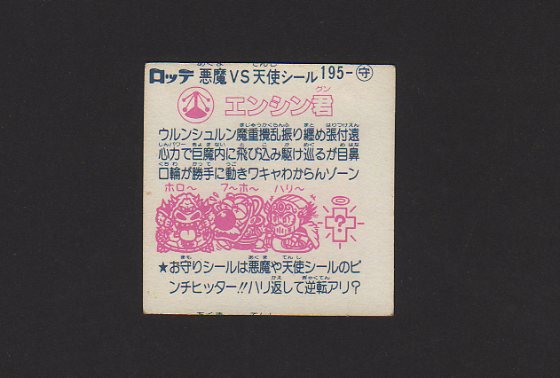 ロッテ 悪魔VS天使シール 195-守
エンシン君
ウルンシュルン魔重攪乱振り纏め張付遠
心力で巨魔内に飛び込み駆け巡るが目鼻
口輪が勝手に動きワキャわからんゾーン
ホロ〜 フ〜ホ〜 ハリ〜
?
★お守りシールは悪魔や天使シールのピ
ンチヒッター!!ハリ返して逆転アリ?